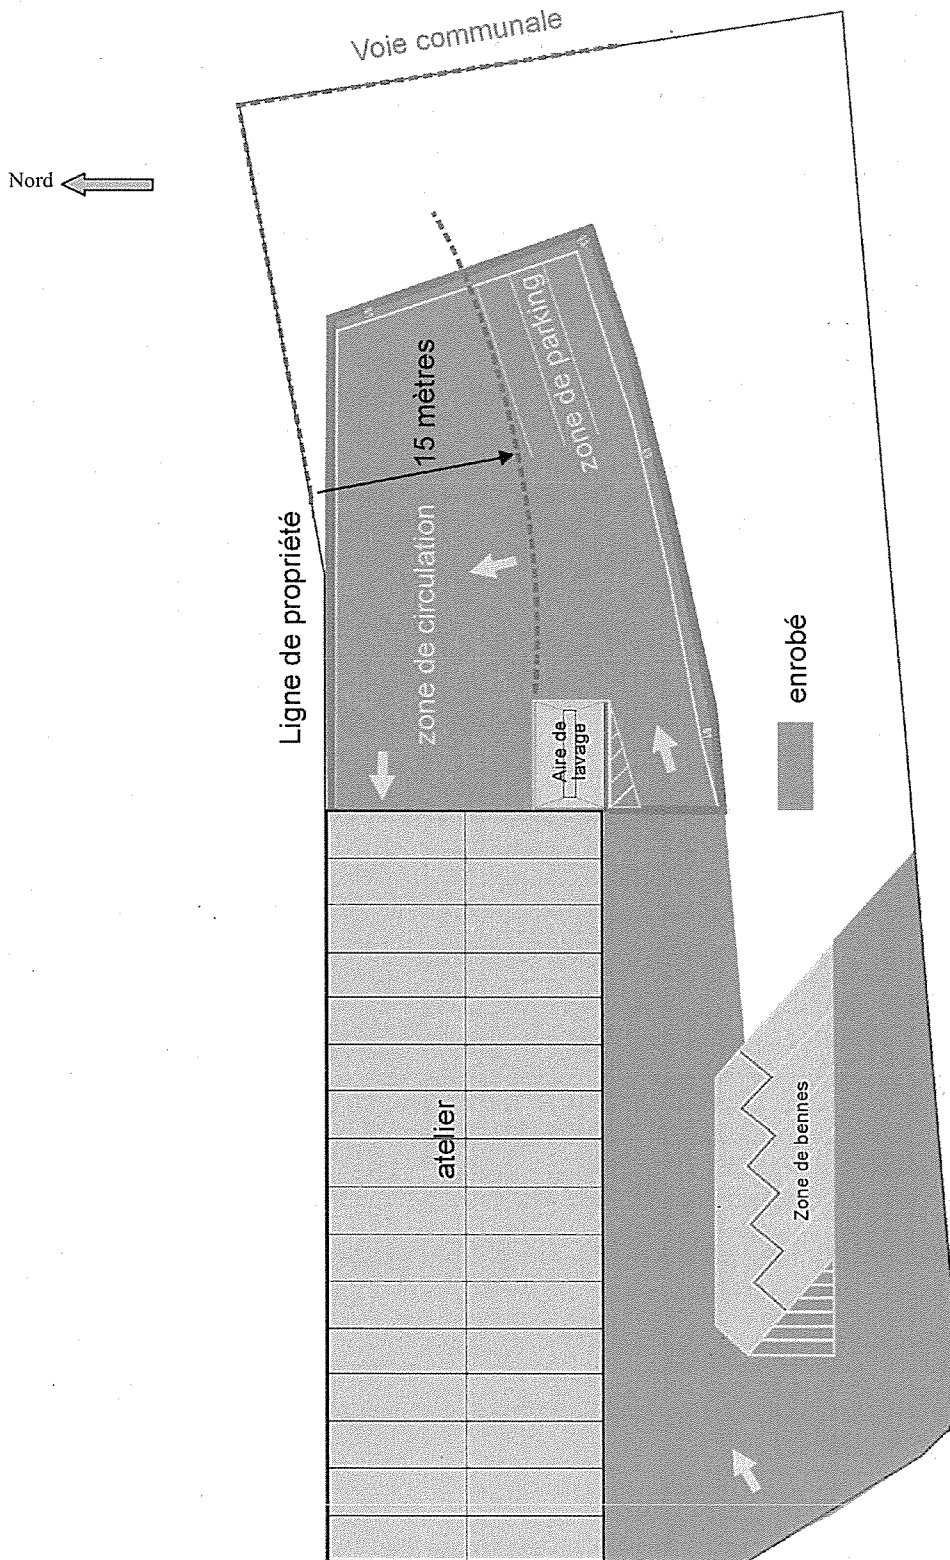 Voie communale
Nord
zone de parking
15 mètres
Ligne de propriété
zone de circulation
enrobé
Aire de
lavage
atelier
Zone de bennes